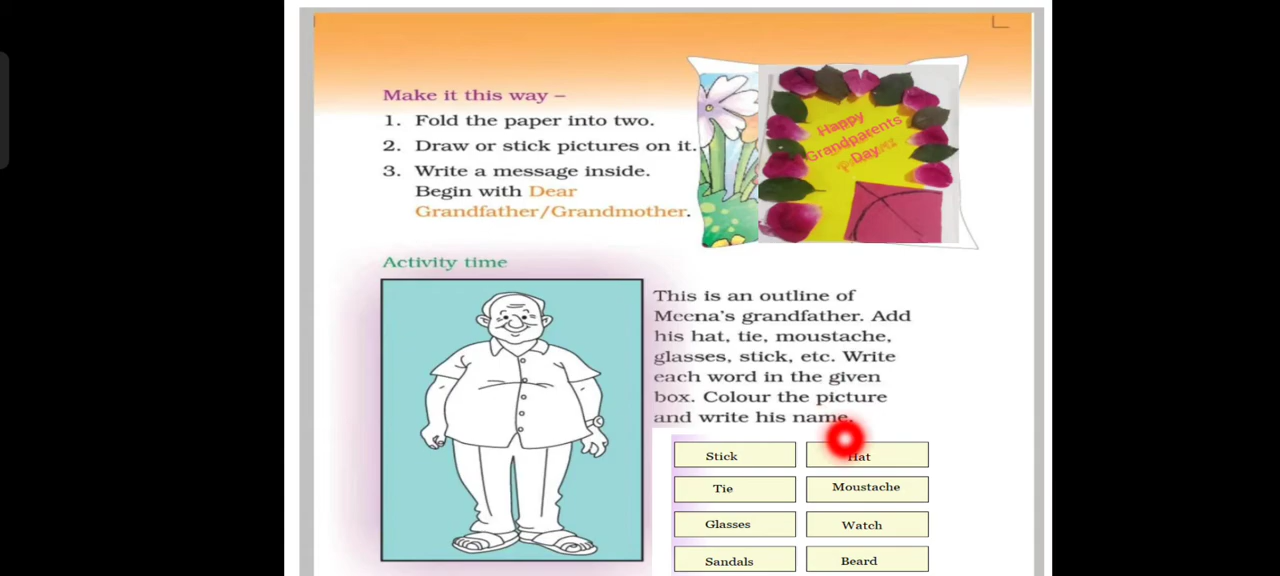 Make it this way –
1. Fold the paper into two.
2. Draw or stick pictures on it.
3. Write a message inside.
Begin with Dear
Grandfather/Grandmother.
Happy
Grandparents
Day
Activity time
This is an outline of
Meena's grandfather. Add
his hat, tie, moustache,
glasses, stick, etc. Write
each word in the given
box. Colour the picture
and write his name.
Stick
Hat
Tie
Moustache
Glasses
Watch
Sandals
Beard